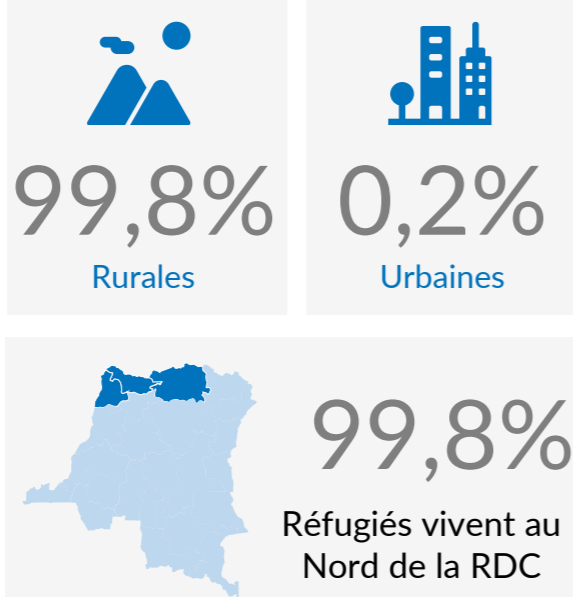 99,8%
Rurales
0,2%
Urbaines
99,8%
Réfugiés vivent au
Nord de la RDC